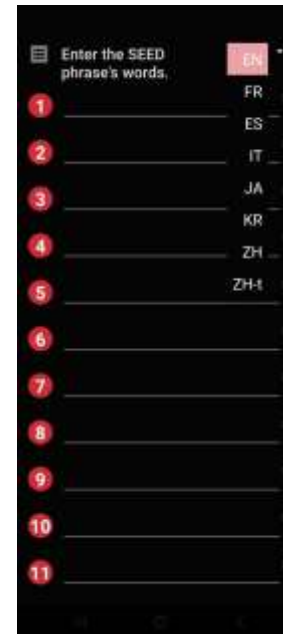 Enter the SEED
phrase's words.
EN
FR
ES
IT
JA
KR
ZH
ZH-t
1
2
3
4
5
6
7
8
9
10
11